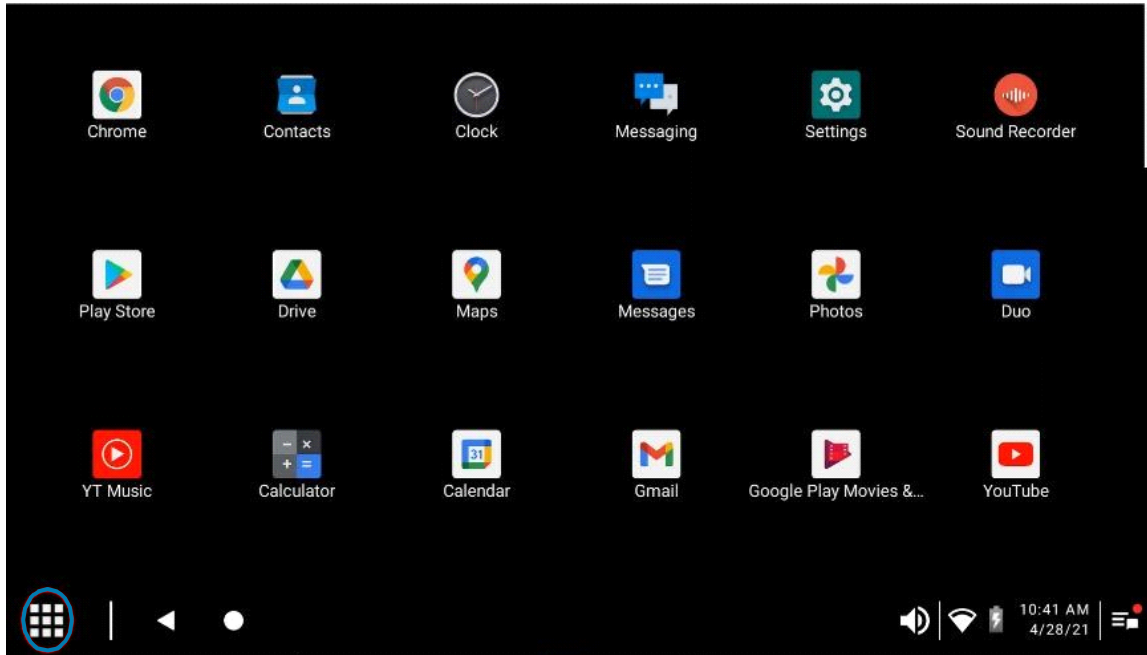 Chrome
Contacts
Clock
Messaging
Settings
Sound Recorder
Play Store
Drive
Maps
Messages
Photos
Duo
YT Music
Calculator
31
Calendar
Gmail
Google Play Movies &...
YouTube
10:41 AM
4/28/21